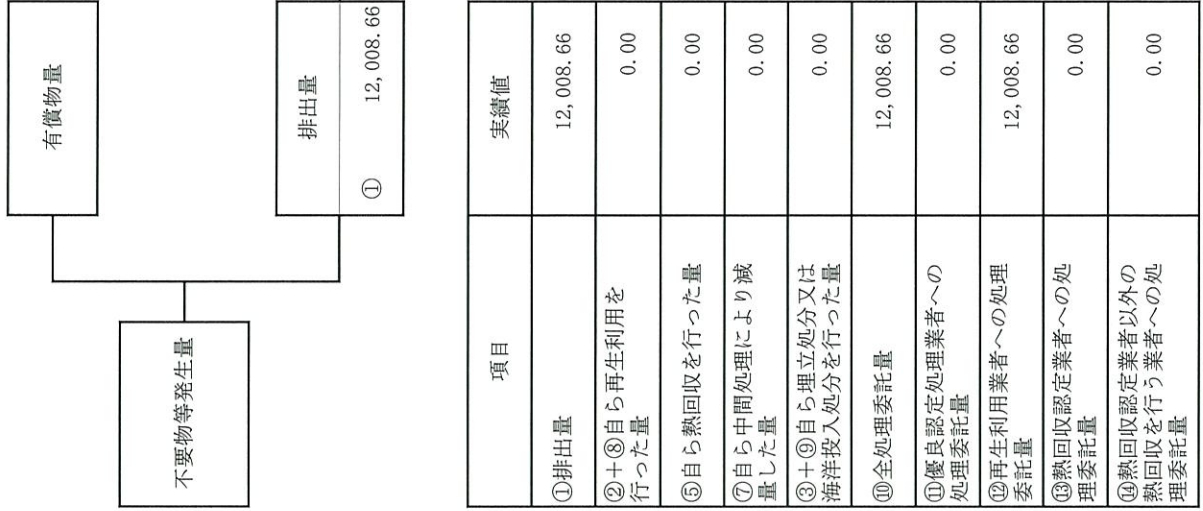 不要物等発生量
有償物量
排出量
① 12,008.66
項目 実績値
①排出量 12,008.66
②+⑧自ら再生利用を
行った量 0.00
⑤自ら熱回収を行った量 0.00
⑦自ら中間処理により減
量した量 0.00
③+⑨自ら埋立処分又は
海洋投入処分を行った量 0.00
⑩全処理委託量 12,008.66
⑪優良認定処理業者への
処理委託量 0.00
⑫再生利用業者への処理
委託量 12,008.66
⑬熱回収認定業者への処
理委託量 0.00
⑭熱回収認定業者以外の
熱回収を行う業者への処
理委託量 0.00